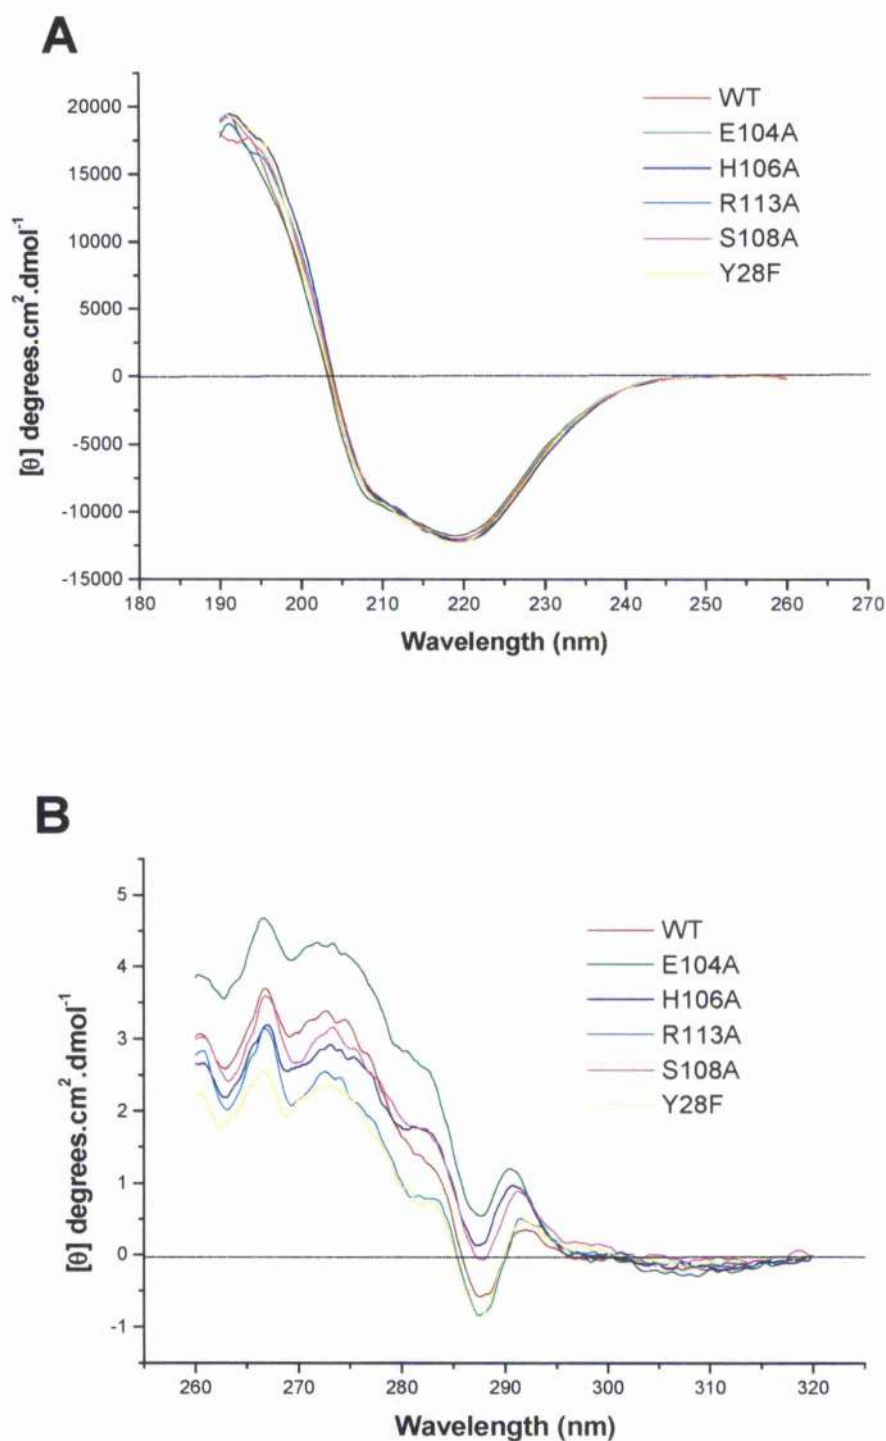 A
[θ] degrees.cm².dmol⁻¹
20000
15000
10000
5000
0
-5000
-10000
-15000
180 190 200 210 220 230 240 250 260 270
Wavelength (nm)
WT
E104A
H106A
R113A
S108A
Y28F
B
[θ] degrees.cm².dmol⁻¹
5
4
3
2
1
0
-1
260 270 280 290 300 310 320
Wavelength (nm)
WT
E104A
H106A
R113A
S108A
Y28F